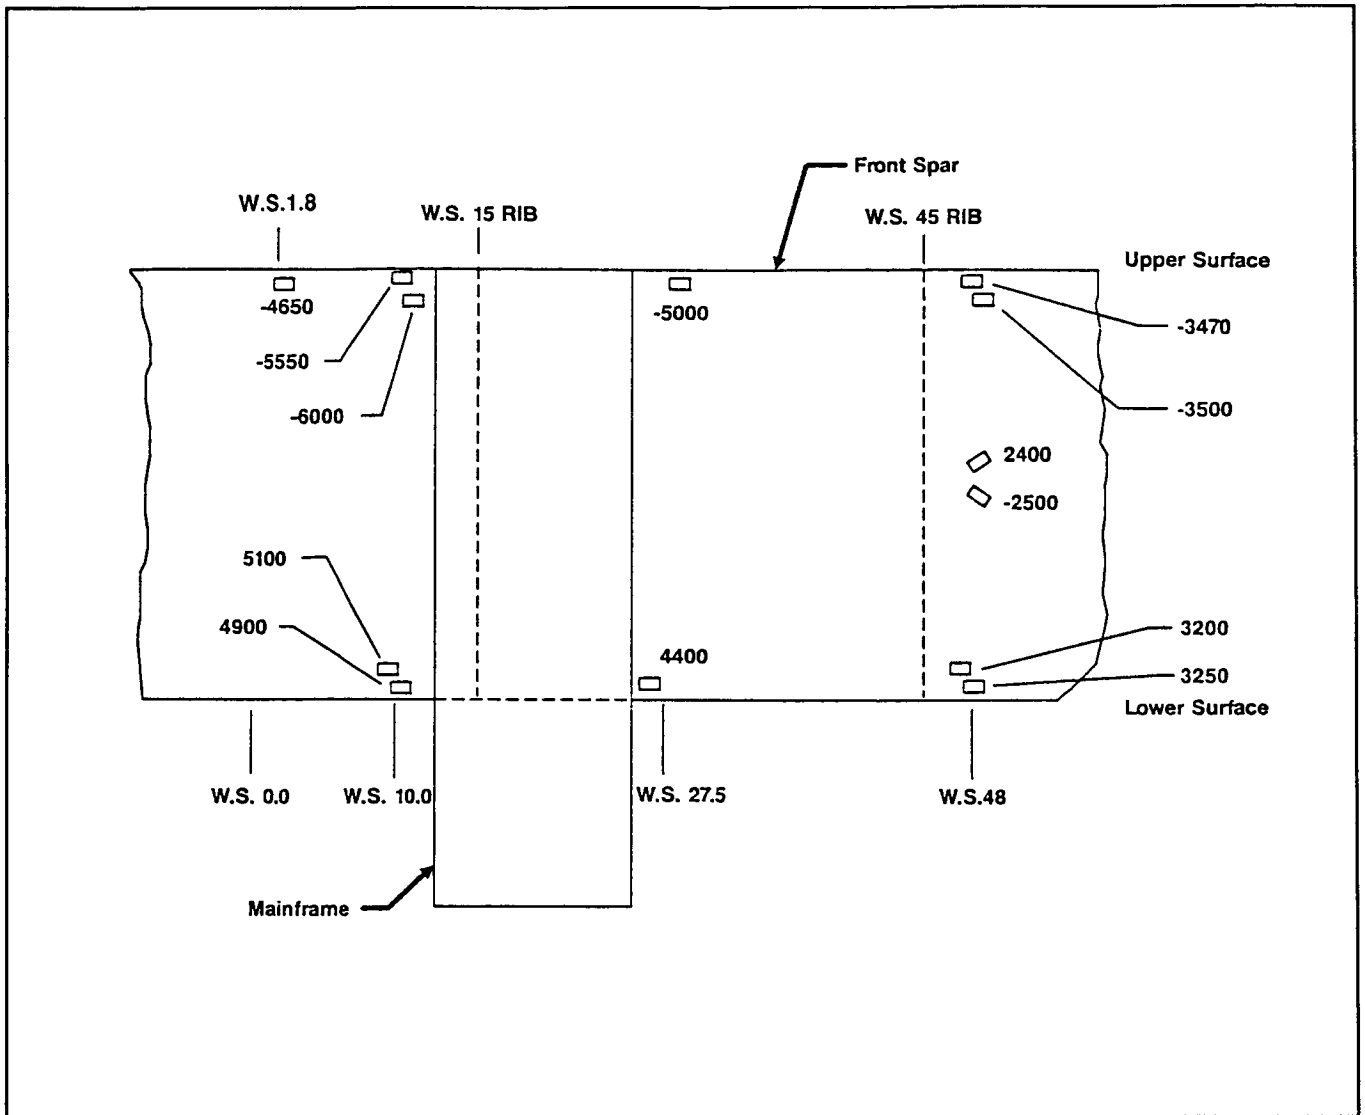 Front Spar
W.S.1.8
W.S. 15 RIB
W.S. 45 RIB
Upper Surface
-4650
-5000
-3470
-5550
-6000
-3500
2400
-2500
5100
4900
4400
3200
3250
Lower Surface
W.S. 0.0
W.S. 10.0
W.S. 27.5
W.S.48
Mainframe